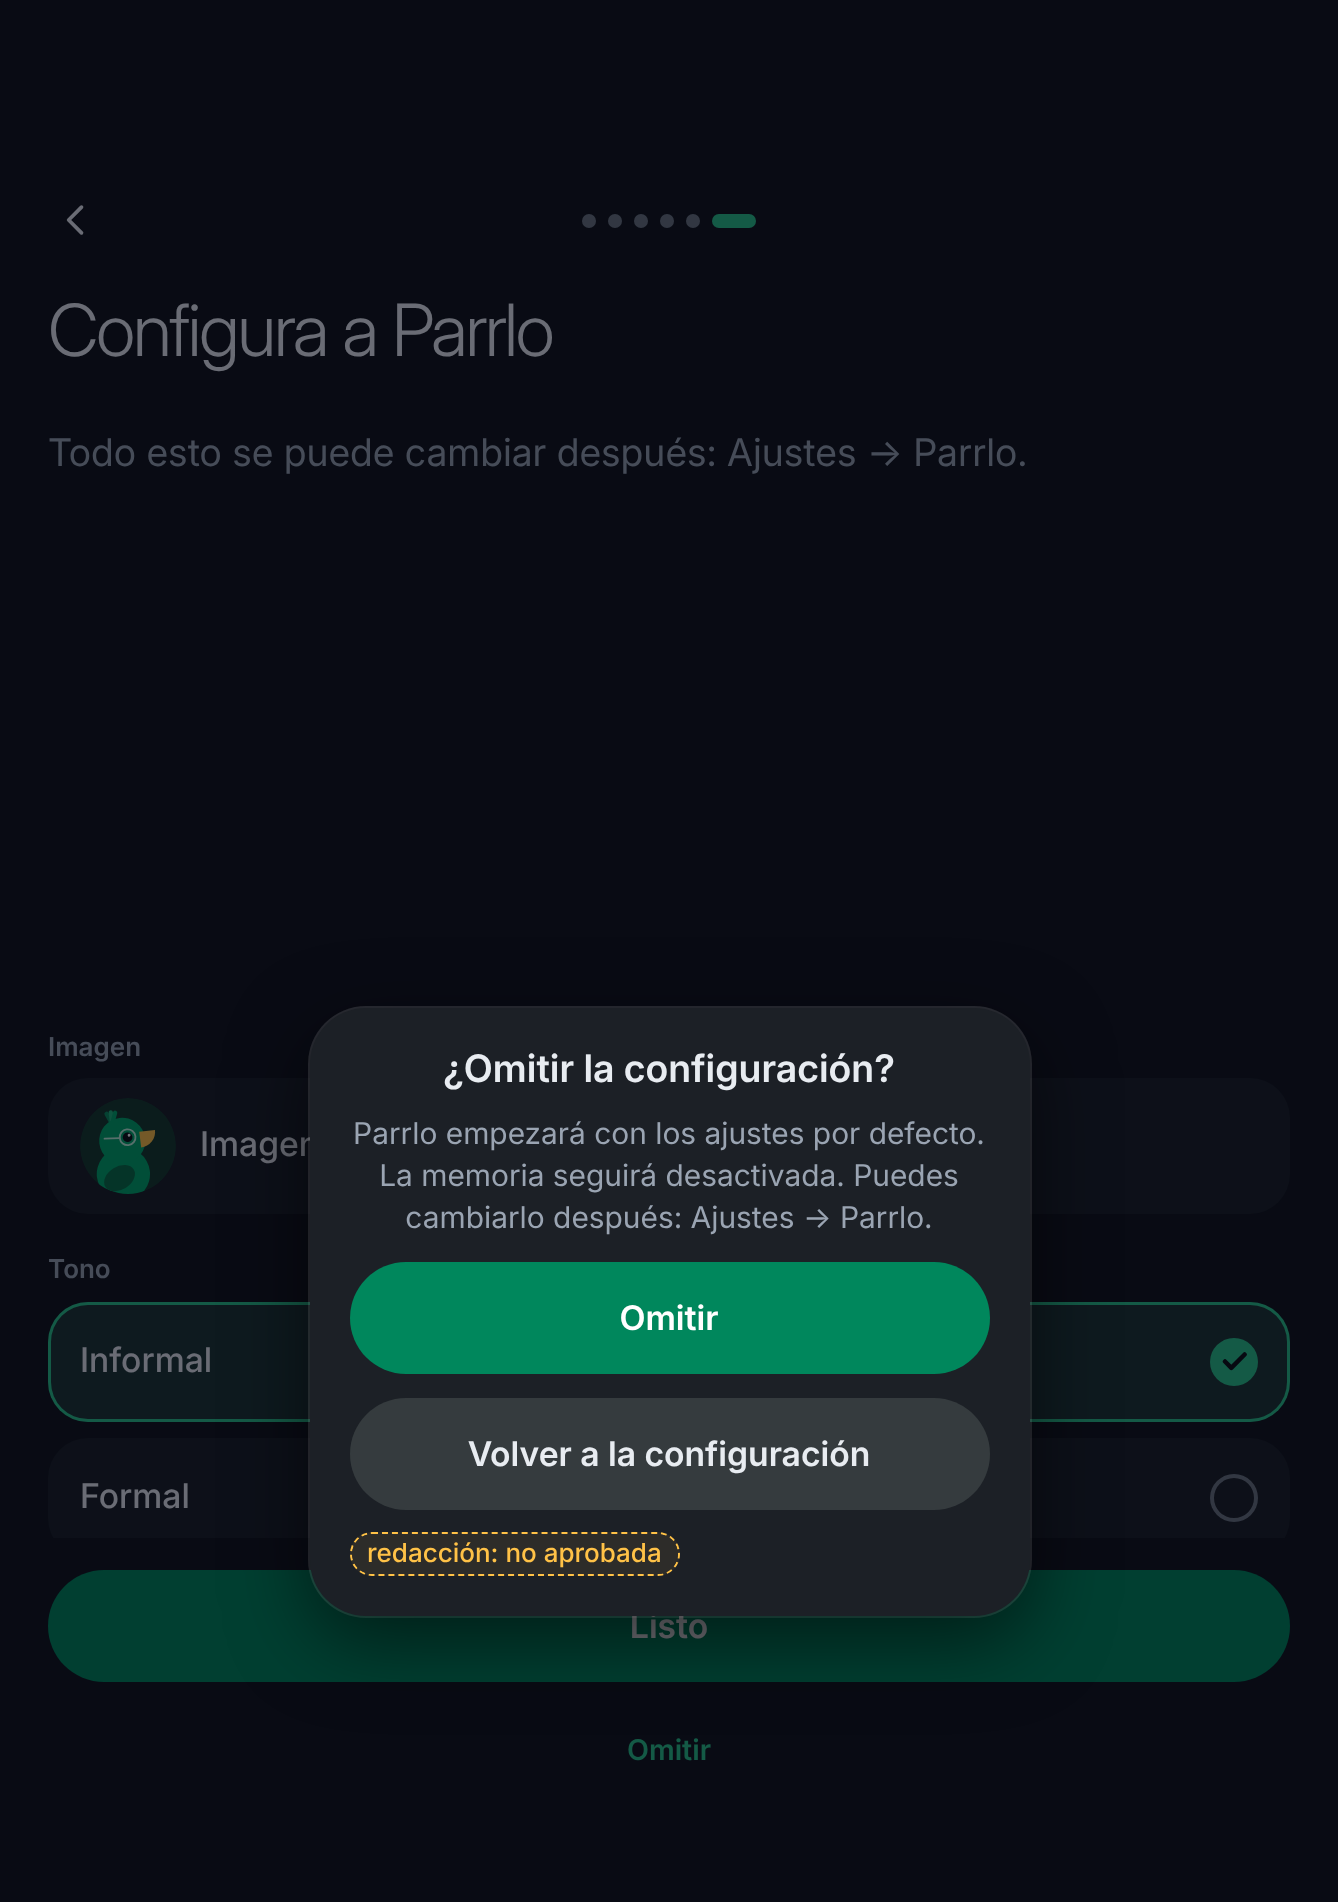 Configura a Parrlo
Todo esto se puede cambiar después: Ajustes → Parrlo.
Imagen
¿Omitir la configuración?
Parrlo empezará con los ajustes por defecto.
La memoria seguirá desactivada. Puedes
cambiarlo después: Ajustes → Parrlo.
Tono
Omitir
Informal
Volver a la configuración
Formal
redacción: no aprobada
Listo
Omitir